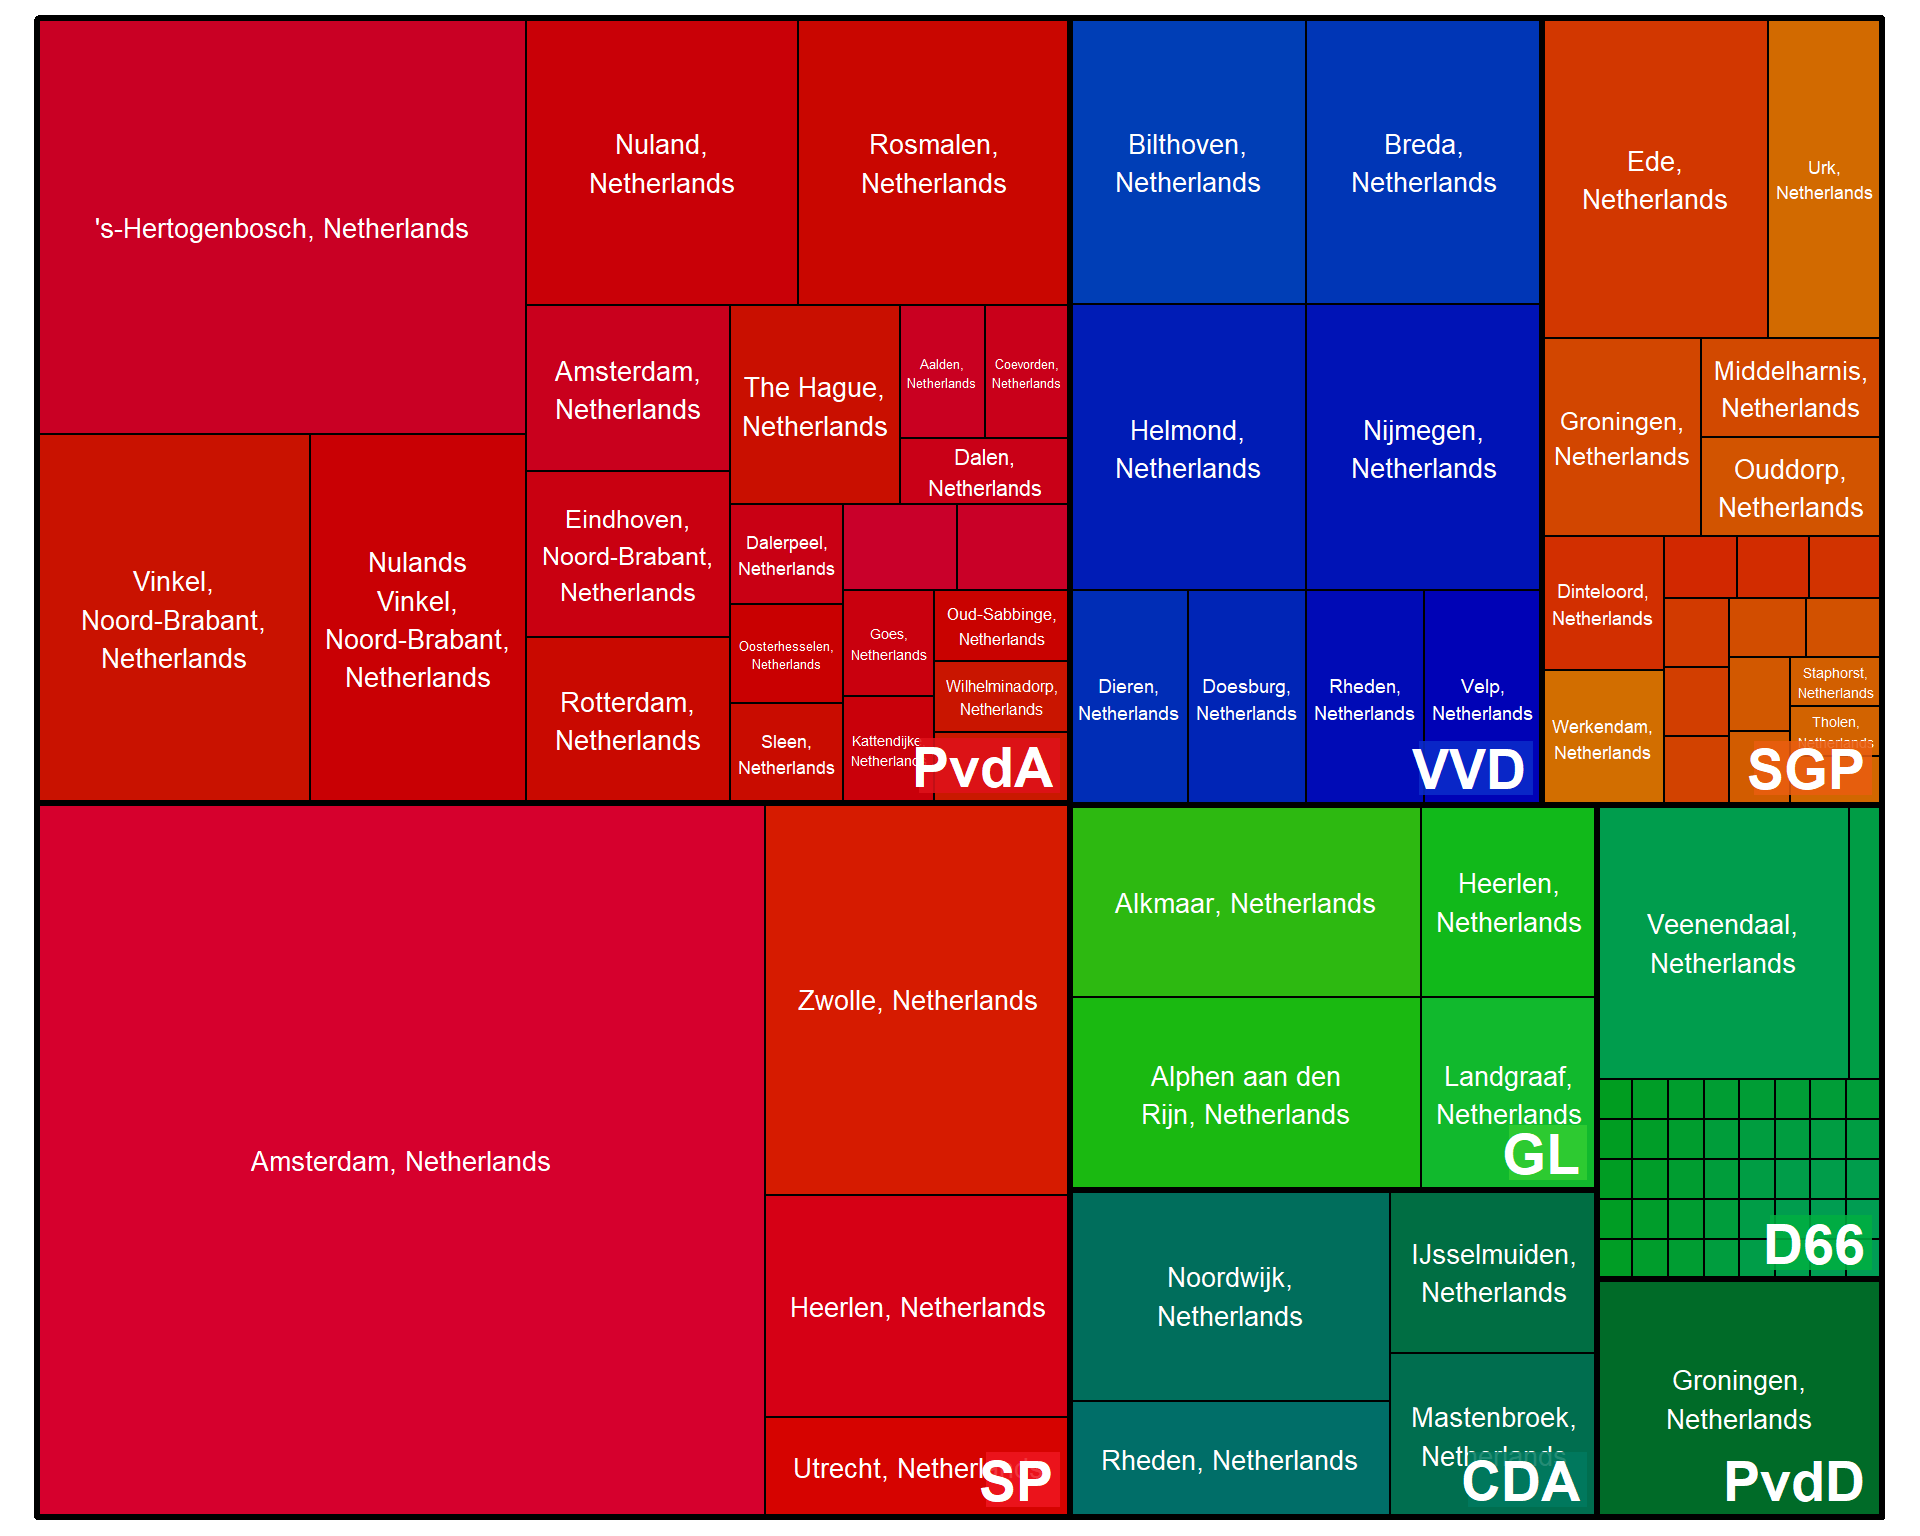 's-Hertogenbosch, Netherlands
Nuland,
Netherlands
Rosmalen,
Netherlands
Vinkel,
Noord-Brabant,
Netherlands
Nulands
Vinkel,
Noord-Brabant,
Netherlands
Amsterdam,
Netherlands
Eindhoven,
Noord-Brabant,
Netherlands
Rotterdam,
Netherlands
The Hague,
Netherlands
Aalden,
Netherlands
Coevorden,
Netherlands
Dalen,
Netherlands
Dalerpeel,
Netherlands
Oosterhesselen,
Netherlands
Sleen,
Netherlands
Goes,
Netherlands
Kattendijke
Netherland
Oud-Sabbinge,
Netherlands
Wilhelminadorp,
Netherlands
PvdA
Bilthoven,
Netherlands
Breda,
Netherlands
Helmond,
Netherlands
Nijmegen,
Netherlands
Dieren,
Netherlands
Doesburg,
Netherlands
Rheden,
Netherlands
Velp,
Netherlands
VVD
Ede,
Netherlands
Urk,
Netherlands
Groningen,
Netherlands
Middelharnis,
Netherlands
Ouddorp,
Netherlands
Dinteloord,
Netherlands
Werkendam,
Netherlands
Staphorst,
Netherlands
Tholen,
Netherlands
SGP
Amsterdam, Netherlands
Zwolle, Netherlands
Heerlen, Netherlands
Utrecht, Netherlands
SP
Alkmaar, Netherlands
Heerlen,
Netherlands
Alphen aan den
Rijn, Netherlands
Landgraaf,
Netherlands
GL
Noordwijk,
Netherlands
IJsselmuiden,
Netherlands
Rheden, Netherlands
Mastenbroek,
Netherlands
CDA
Veenendaal,
Netherlands
D66
Groningen,
Netherlands
PvdD